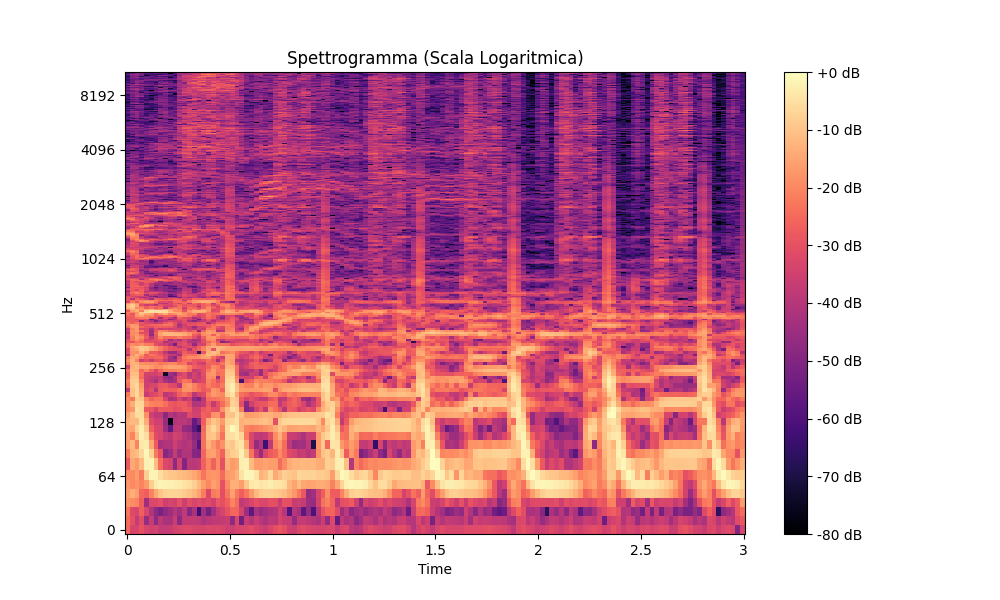 Spettrogramma (Scala Logaritmica)
Hz
8192
4096
2048
1024
512
256
128
64
0
0
0.5
1
1.5
2
2.5
3
Time
+0 dB
-10 dB
-20 dB
-30 dB
-40 dB
-50 dB
-60 dB
-70 dB
-80 dB